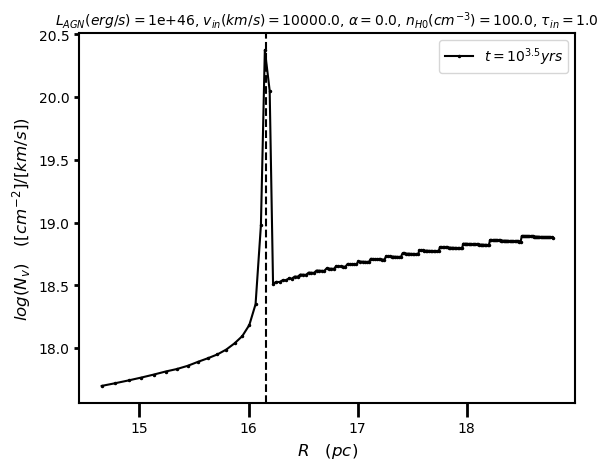 L_AGN(erg/s) = 1e+46, v_in(km/s) = 10000.0, α = 0.0, n_H0(cm^−3) = 100.0, τ_in = 1.0
t = 10^3.5 yrs
20.5
20.0
19.5
19.0
18.5
18.0
log(N_v) ([cm^−2]/[km/s])
15 16 17 18
R (pc)